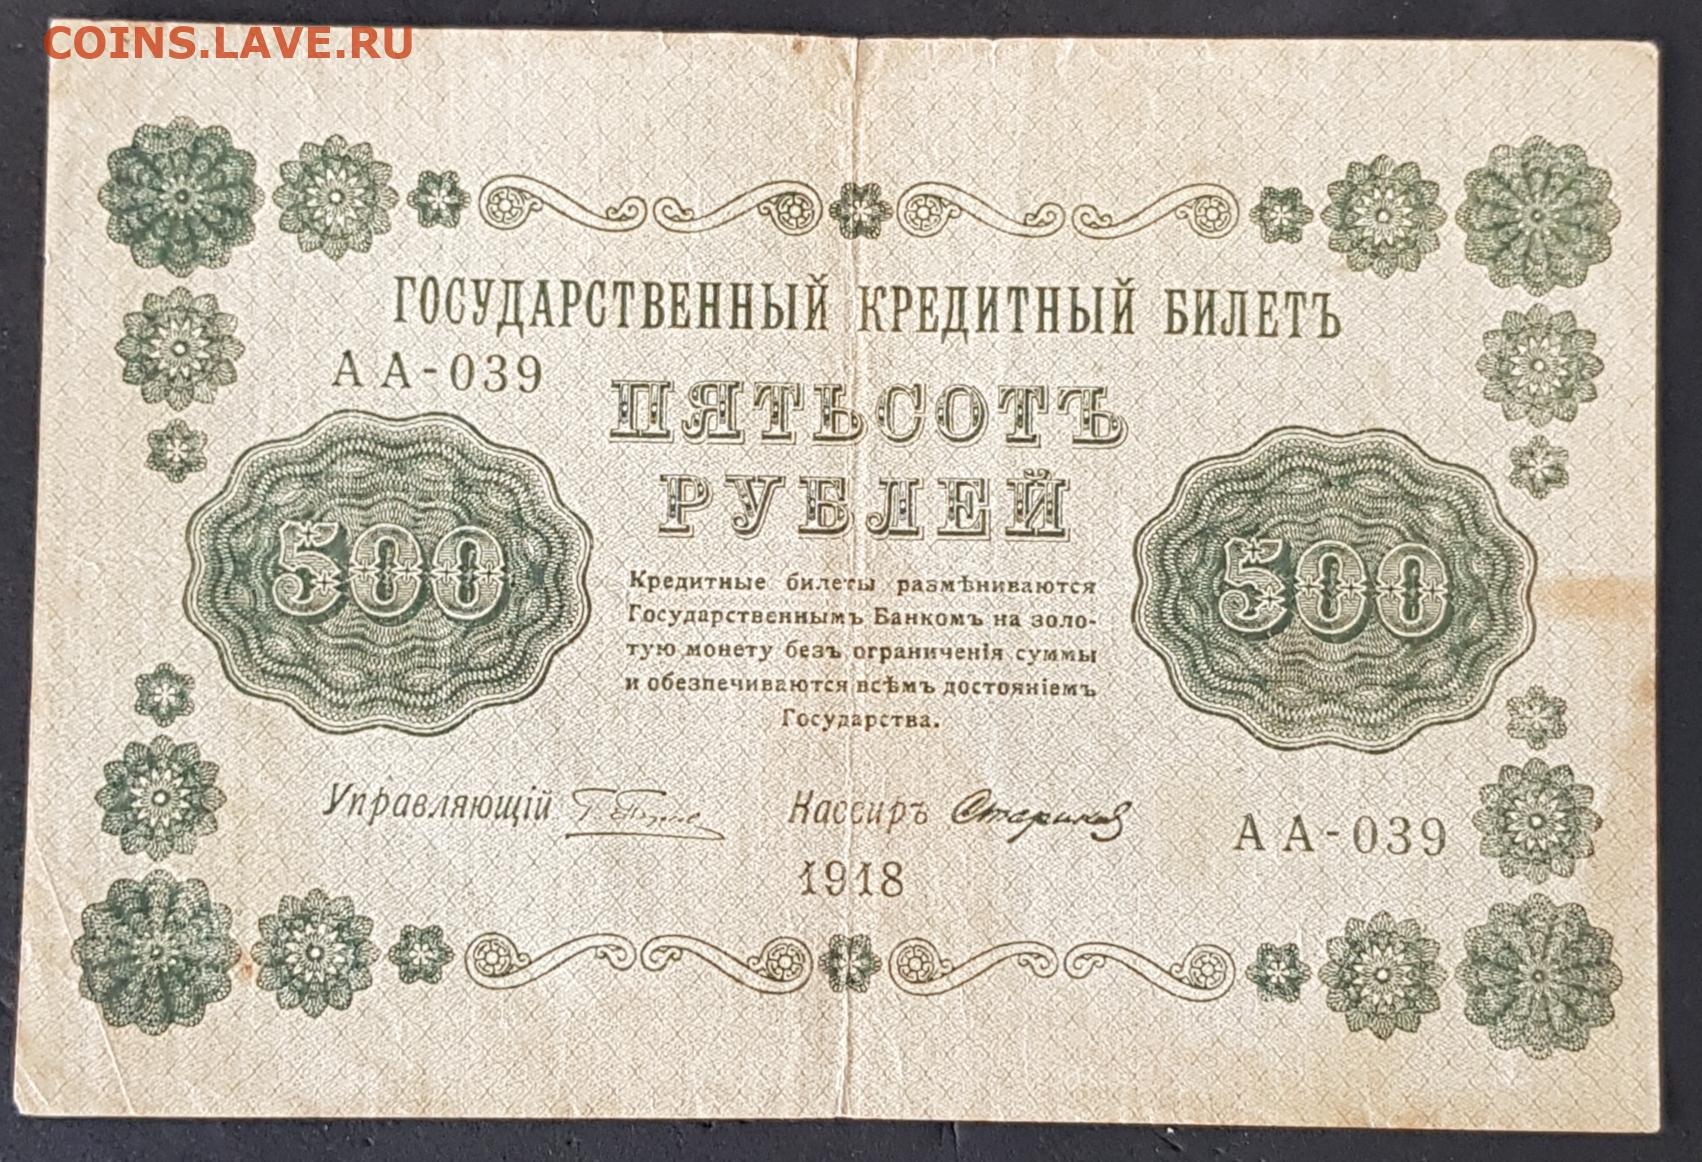 COINS.LAVE.RU
ГОСУДАРСТВЕННЫЙ КРЕДИТНЫЙ БИЛЕТЪ
АА-039
ПЯТЬСОТЪ
РУБЛЕЙ
500
500
Кредитные билеты размѣниваются
Государственнымъ Банкомъ на золо-
тую монету безъ ограниченія суммы
и обезпечиваются всѣмъ достояніемъ
Государства.
Управляющій
Кассиръ Стариков
АА-039
1918